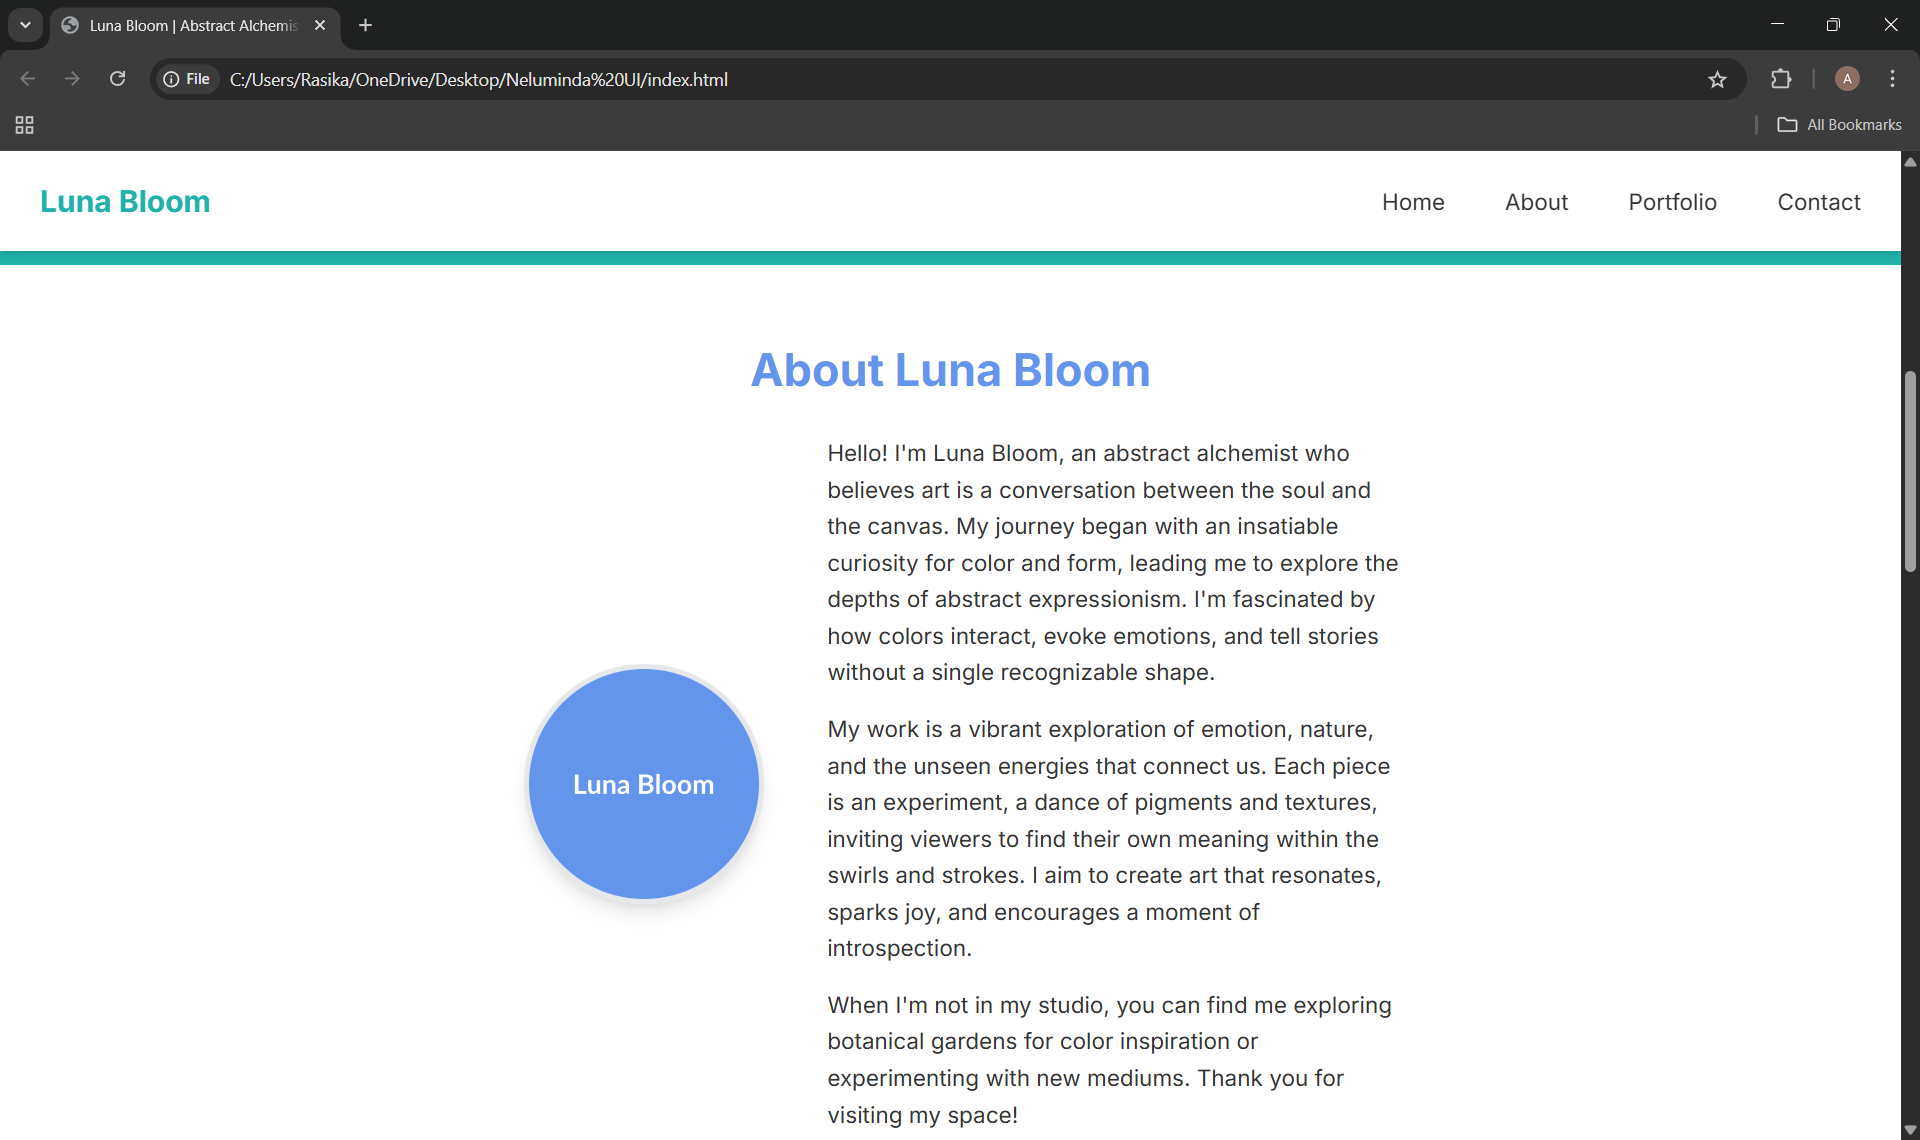 Luna Bloom | Abstract Alchemis
File
C:/Users/Rasika/OneDrive/Desktop/Neluminda%20UI/index.html
A
All Bookmarks
Luna Bloom
Home
About
Portfolio
Contact
About Luna Bloom
Luna Bloom
Hello! I'm Luna Bloom, an abstract alchemist who
believes art is a conversation between the soul and
the canvas. My journey began with an insatiable
curiosity for color and form, leading me to explore the
depths of abstract expressionism. I'm fascinated by
how colors interact, evoke emotions, and tell stories
without a single recognizable shape.
My work is a vibrant exploration of emotion, nature,
and the unseen energies that connect us. Each piece
is an experiment, a dance of pigments and textures,
inviting viewers to find their own meaning within the
swirls and strokes. I aim to create art that resonates,
sparks joy, and encourages a moment of
introspection.
When I'm not in my studio, you can find me exploring
botanical gardens for color inspiration or
experimenting with new mediums. Thank you for
visiting my space!